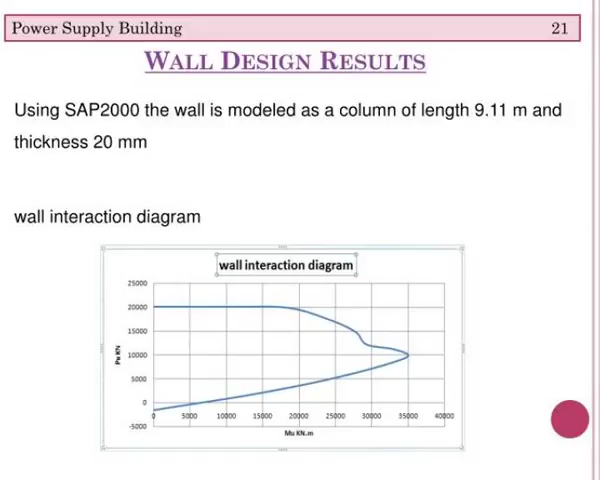 Power Supply Building 21
WALL DESIGN RESULTS
Using SAP2000 the wall is modeled as a column of length 9.11 m and
thickness 20 mm
wall interaction diagram
wall interaction diagram
25000
20000
15000
10000
5000
0
-5000
Pu KN
0 5000 10000 15000 20000 25000 30000 35000 40000
Mu KN.m